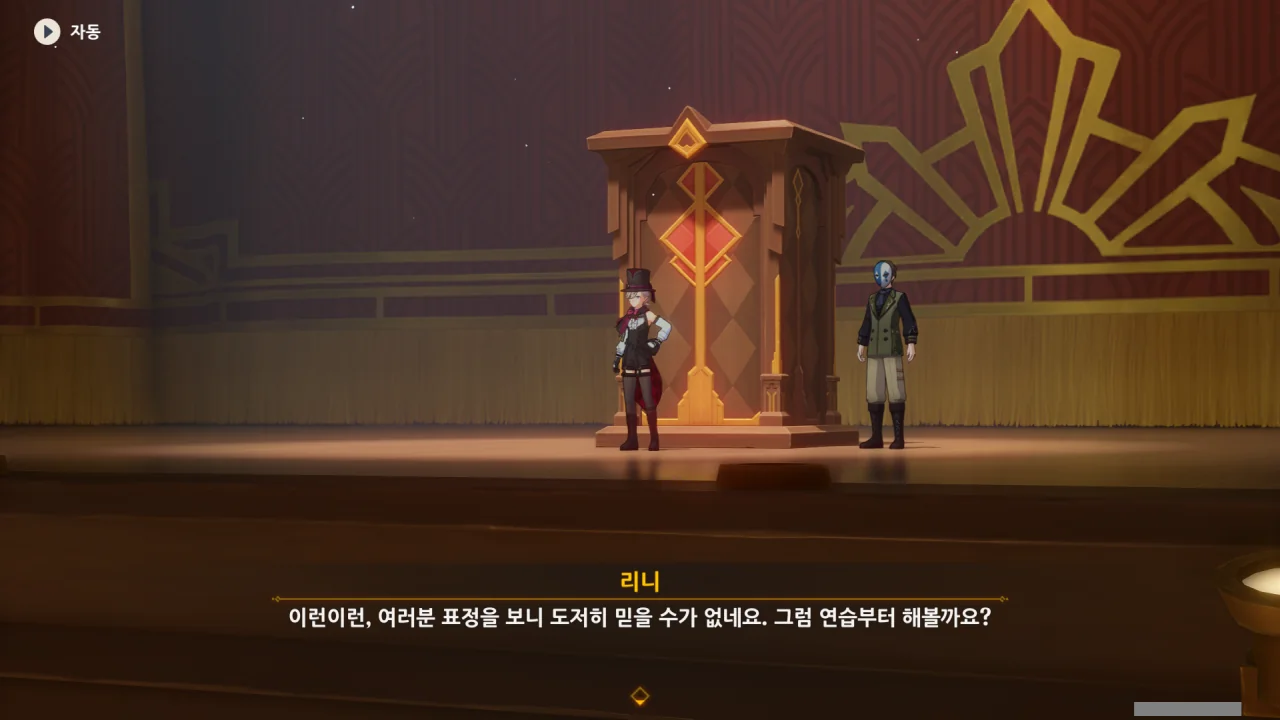 자동
리니
이런이런, 여러분 표정을 보니 도저히 믿을 수가 없네요. 그럼 연습부터 해볼까요?